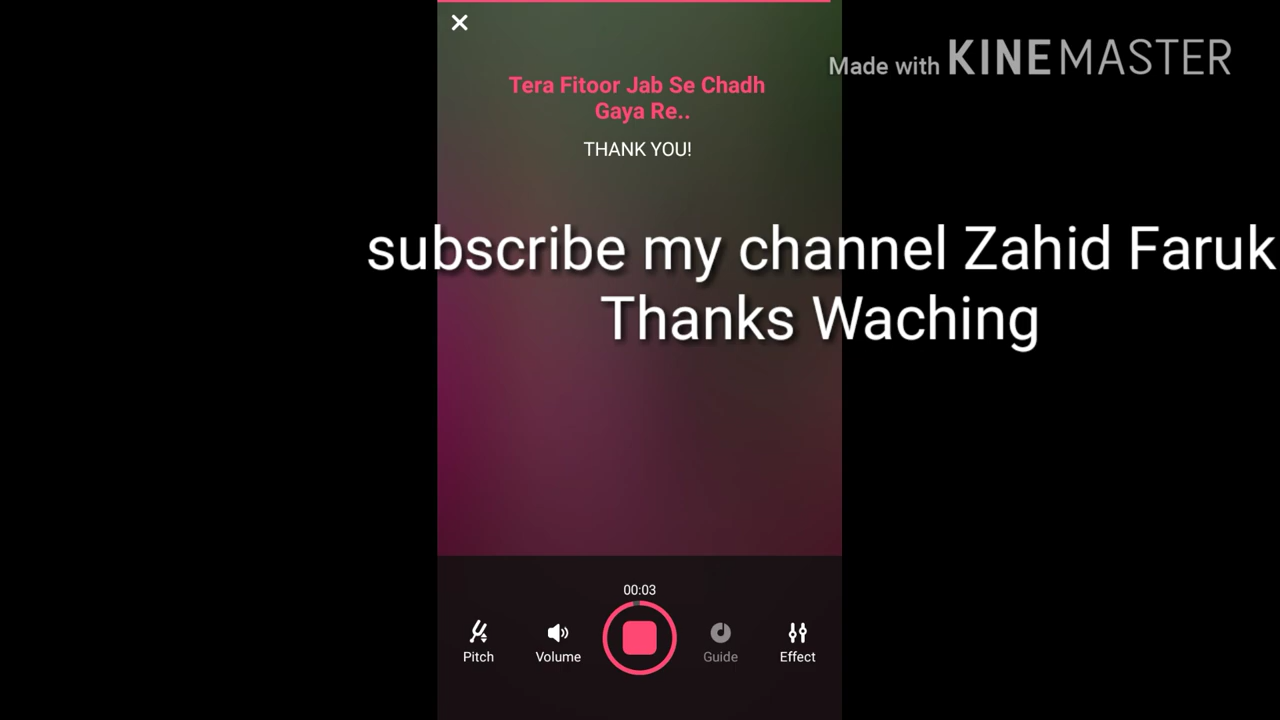 Made with KINEMASTER
Tera Fitoor Jab Se Chadh
Gaya Re..
THANK YOU!
subscribe my channel Zahid Faruk
Thanks Waching
00:03
Pitch Volume Guide Effect